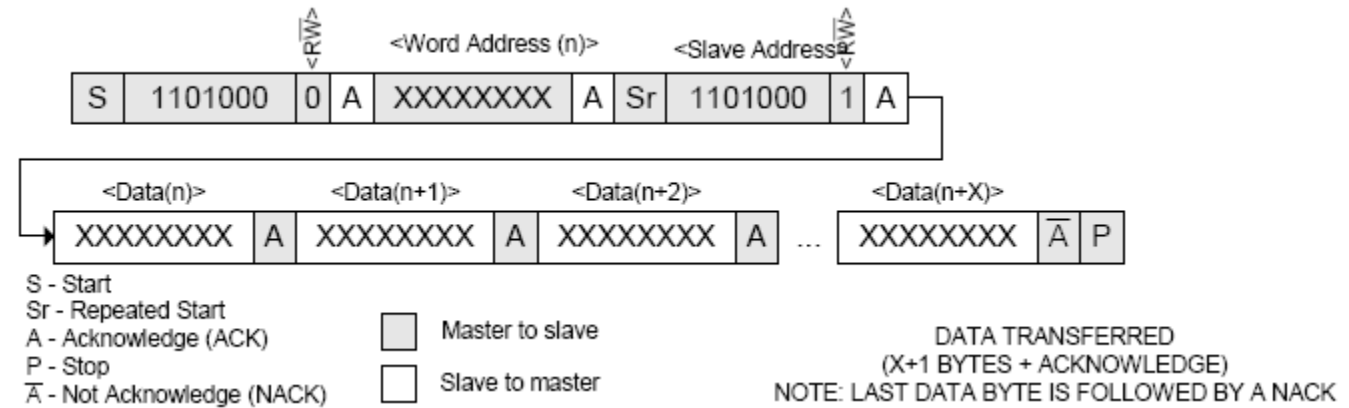 <RW̅>
<Word Address (n)>
<Slave Address>
<RW̅>
S 1101000 0 A XXXXXXXX A Sr 1101000 1 A
<Data(n)> <Data(n+1)> <Data(n+2)> <Data(n+X)>
XXXXXXXX A XXXXXXXX A XXXXXXXX A ... XXXXXXXX A̅ P
S - Start
Sr - Repeated Start
A - Acknowledge (ACK)
P - Stop
A̅ - Not Acknowledge (NACK)
Master to slave
Slave to master
DATA TRANSFERRED
(X+1 BYTES + ACKNOWLEDGE)
NOTE: LAST DATA BYTE IS FOLLOWED BY A NACK